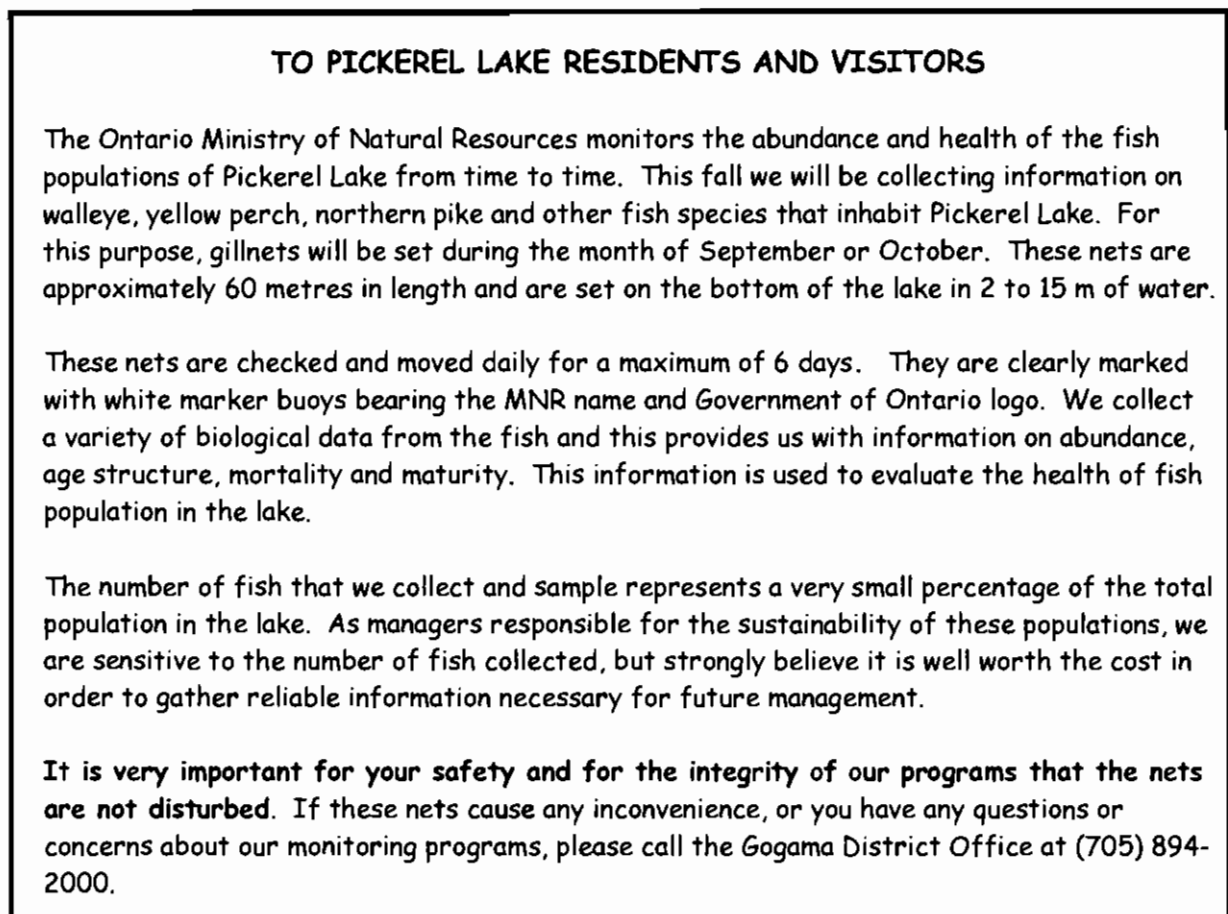 TO PICKEREL LAKE RESIDENTS AND VISITORS
The Ontario Ministry of Natural Resources monitors the abundance and health of the fish
populations of Pickerel Lake from time to time. This fall we will be collecting information on
walleye, yellow perch, northern pike and other fish species that inhabit Pickerel Lake. For
this purpose, gillnets will be set during the month of September or October. These nets are
approximately 60 metres in length and are set on the bottom of the lake in 2 to 15 m of water.
These nets are checked and moved daily for a maximum of 6 days. They are clearly marked
with white marker buoys bearing the MNR name and Government of Ontario logo. We collect
a variety of biological data from the fish and this provides us with information on abundance,
age structure, mortality and maturity. This information is used to evaluate the health of fish
population in the lake.
The number of fish that we collect and sample represents a very small percentage of the total
population in the lake. As managers responsible for the sustainability of these populations, we
are sensitive to the number of fish collected, but strongly believe it is well worth the cost in
order to gather reliable information necessary for future management.
It is very important for your safety and for the integrity of our programs that the nets
are not disturbed. If these nets cause any inconvenience, or you have any questions or
concerns about our monitoring programs, please call the Gogama District Office at (705) 894-
2000.